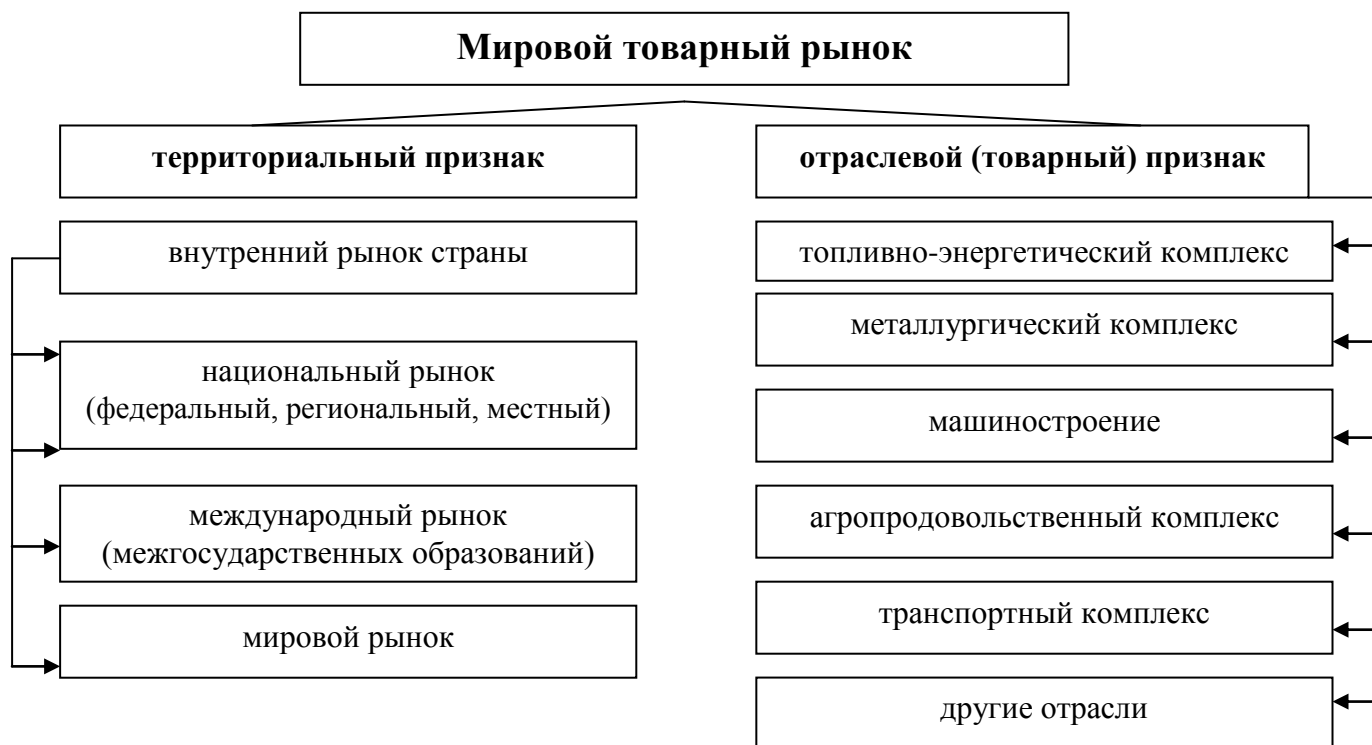 Мировой товарный рынок
территориальный признак
внутренний рынок страны
национальный рынок
(федеральный, региональный, местный)
международный рынок
(межгосударственных образований)
мировой рынок
отраслевой (товарный) признак
топливно-энергетический комплекс
металлургический комплекс
машиностроение
агропродовольственный комплекс
транспортный комплекс
другие отрасли